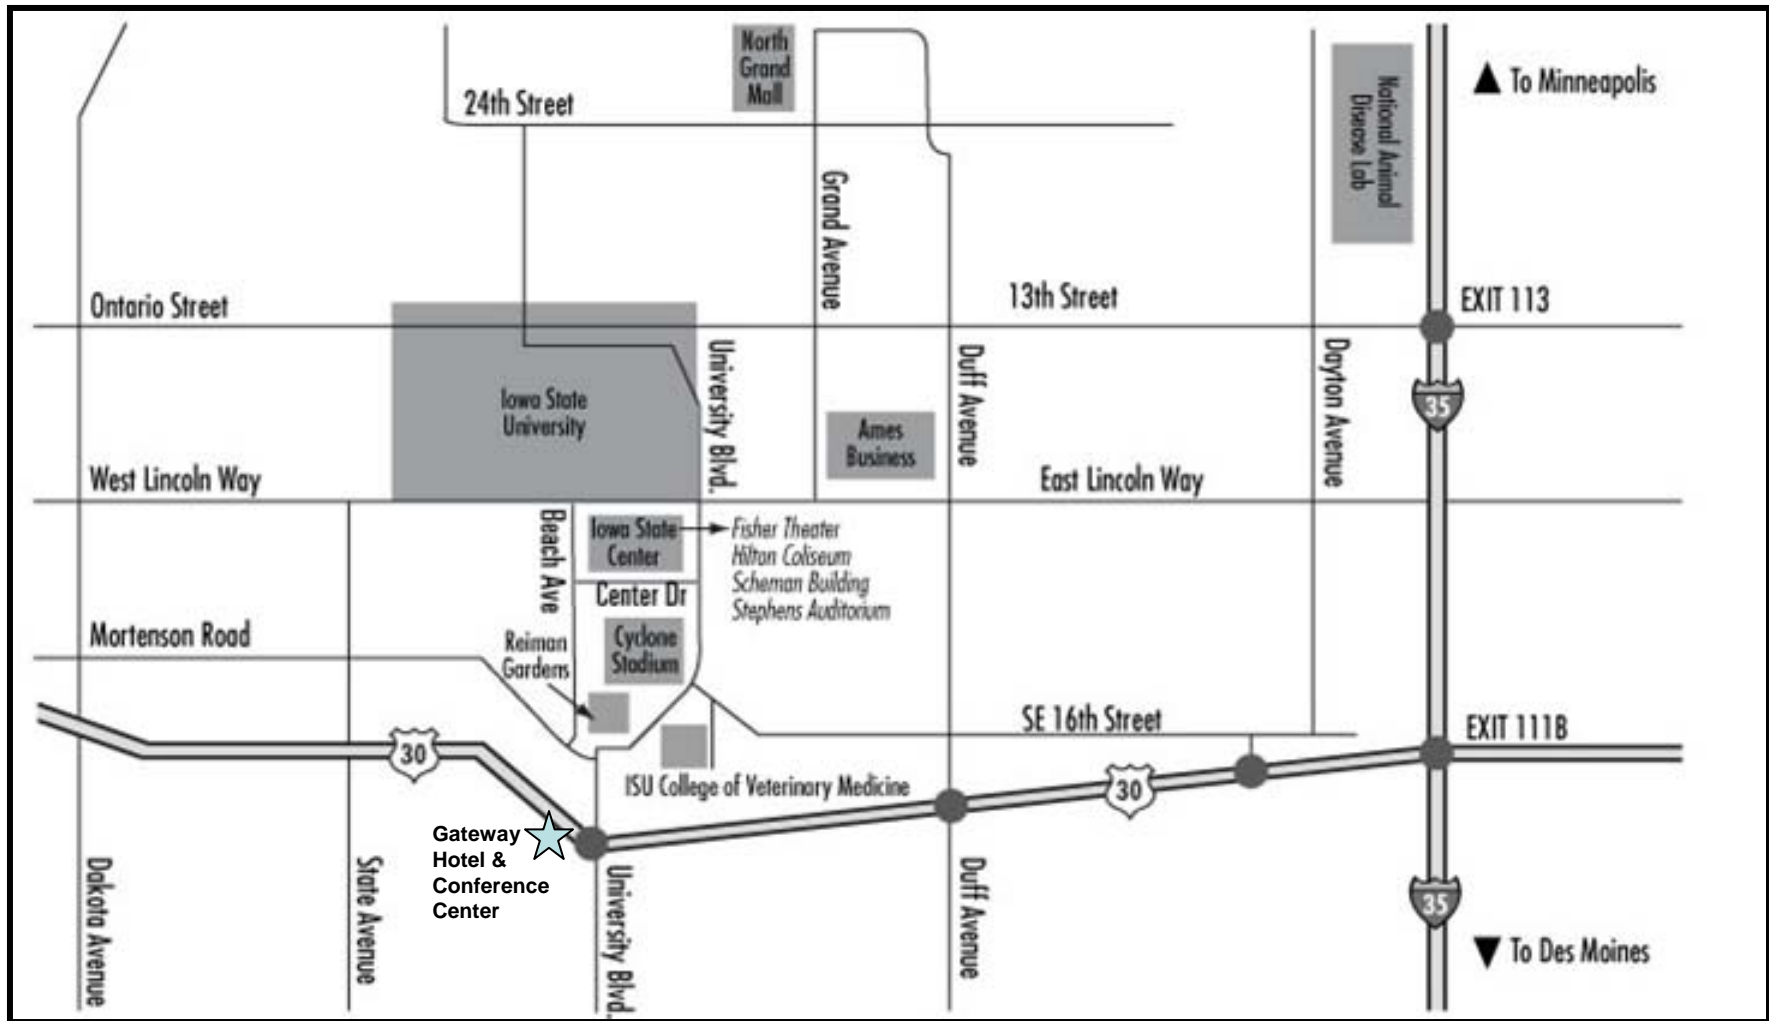 North
Grand
Mall
24th Street
National Animal
Disease Lab
To Minneapolis
Grand Avenue
Ontario Street
13th Street
EXIT 113
University Blvd.
Duff Avenue
Dayton Avenue
35
Iowa State
University
Ames
Business
West Lincoln Way
East Lincoln Way
Beach Ave
Iowa State
Center
Fisher Theater
Hilton Coliseum
Scheman Building
Stephens Auditorium
Center Dr
Mortenson Road
Reiman
Gardens
Cyclone
Stadium
SE 16th Street
EXIT 111B
30
ISU College of Veterinary Medicine
30
Gateway
Hotel &
Conference
Center
Dakota Avenue
State Avenue
University Blvd.
Duff Avenue
35
To Des Moines